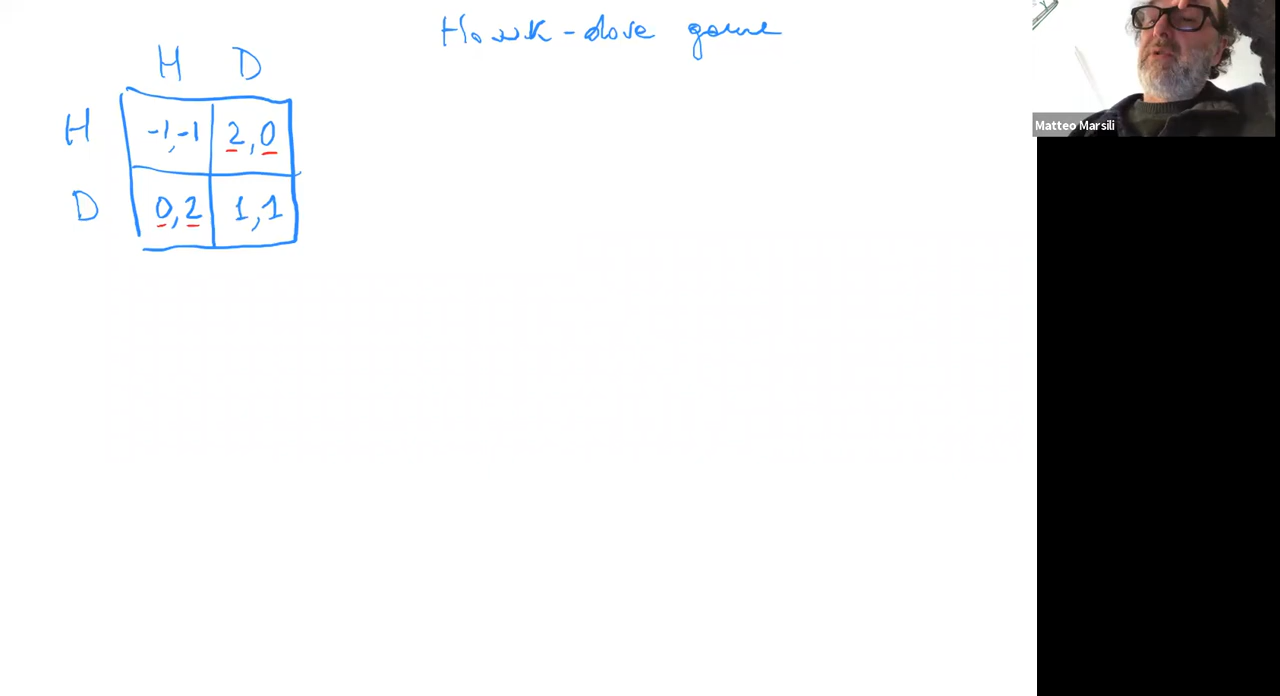 Hawk-dove game
H D
H -1,-1 2,0
D 0,2 1,1
Matteo Marsili